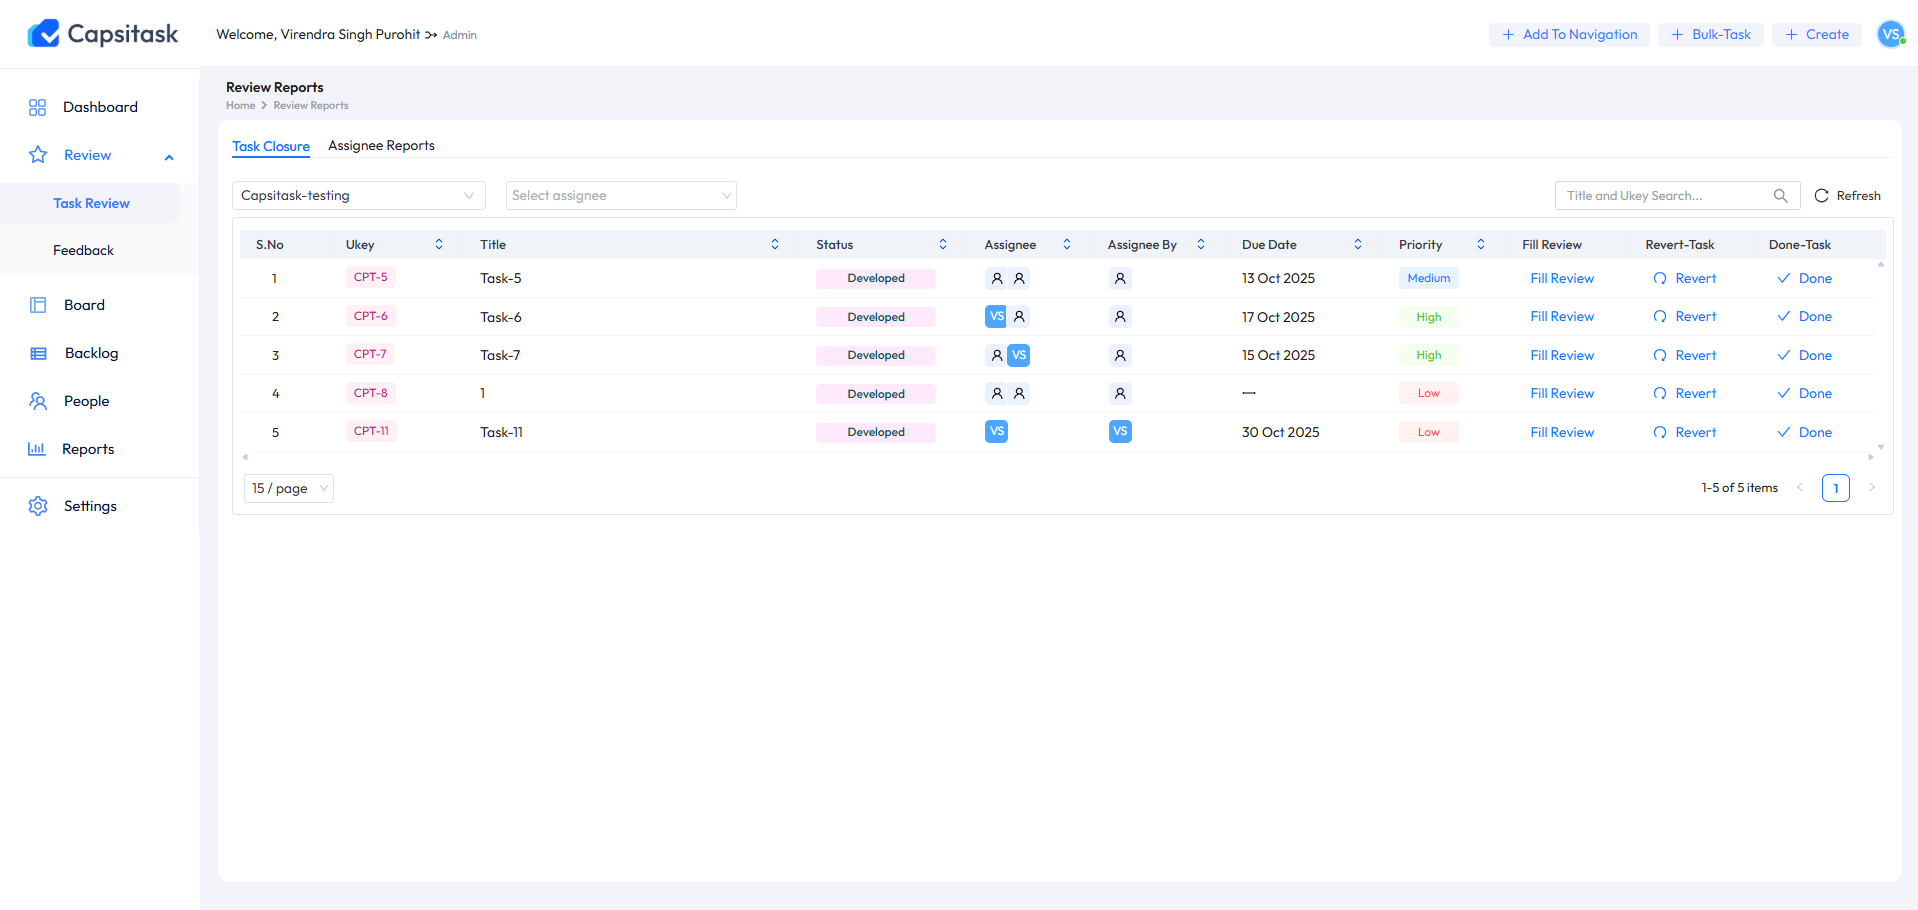 Capsitask
Welcome, Virendra Singh Purohit Admin
+ Add To Navigation
+ Bulk-Task
+ Create
VS
Dashboard
Review
Task Review
Feedback
Board
Backlog
People
Reports
Settings
Review Reports
Home > Review Reports
Task Closure Assignee Reports
Capsitask-testing Select assignee Title and Ukey Search... Refresh
S.No Ukey Title Status Assignee Assignee By Due Date Priority Fill Review Revert-Task Done-Task
1 CPT-5 Task-5 Developed 13 Oct 2025 Medium Fill Review Revert Done
2 CPT-6 Task-6 Developed VS 17 Oct 2025 High Fill Review Revert Done
3 CPT-7 Task-7 Developed VS 15 Oct 2025 High Fill Review Revert Done
4 CPT-8 1 Developed — Low Fill Review Revert Done
5 CPT-11 Task-11 Developed VS VS 30 Oct 2025 Low Fill Review Revert Done
15 / page 1-5 of 5 items < 1 >